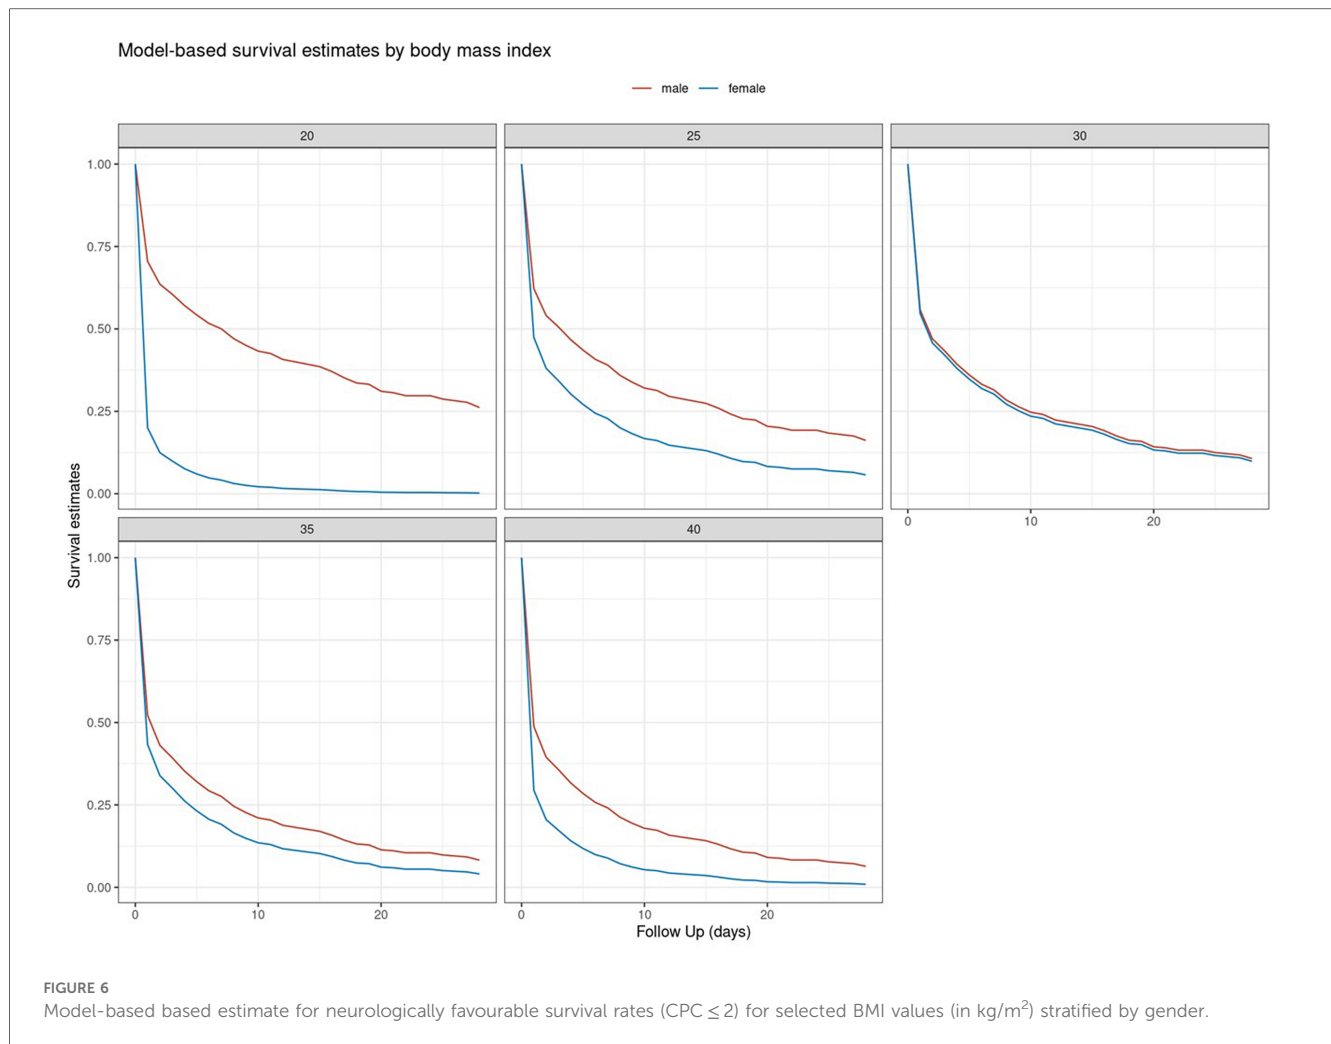 Model-based survival estimates by body mass index
male female
20 25 30
1.00
0.75
0.50
0.25
0.00
0 10 20
35 40
Survival estimates
1.00
0.75
0.50
0.25
0.00
0 10 20 0 10 20
Follow Up (days)
FIGURE 6
Model-based based estimate for neurologically favourable survival rates (CPC ≤ 2) for selected BMI values (in kg/m²) stratified by gender.